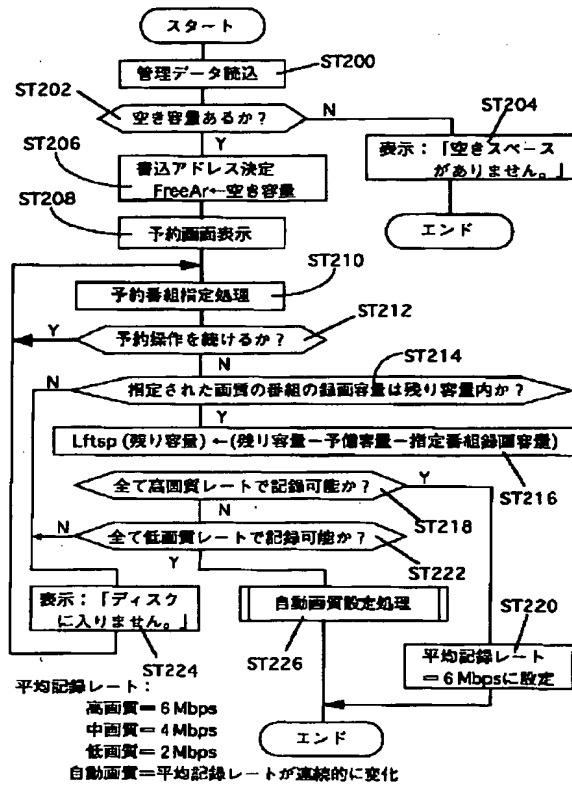 スタート
ST200
管理データ読込
ST202
空き容量あるか？
N
ST204
Y
表示：「空きスペース
がありません。」
ST206
書込アドレス決定
FreeAr←空き容量
エンド
ST208
予約画面表示
ST210
予約番組指定処理
ST212
Y
予約操作を続けるか？
N
ST214
N
指定された画質の番組の録画容量は残り容量内か？
Y
Lftsp（残り容量）←（残り容量－予備容量－指定番組録画容量）
ST216
全て高画質レートで記録可能か？
Y
ST218
N
N
全て低画質レートで記録可能か？
ST222
Y
表示：「ディスク
に入りません。」
自動画質設定処理
ST220
ST224
ST226
平均記録レート
＝6Mbpsに設定
平均記録レート：
高画質＝6Mbps
中画質＝4Mbps
低画質＝2Mbps
エンド
自動画質＝平均記録レートが連続的に変化